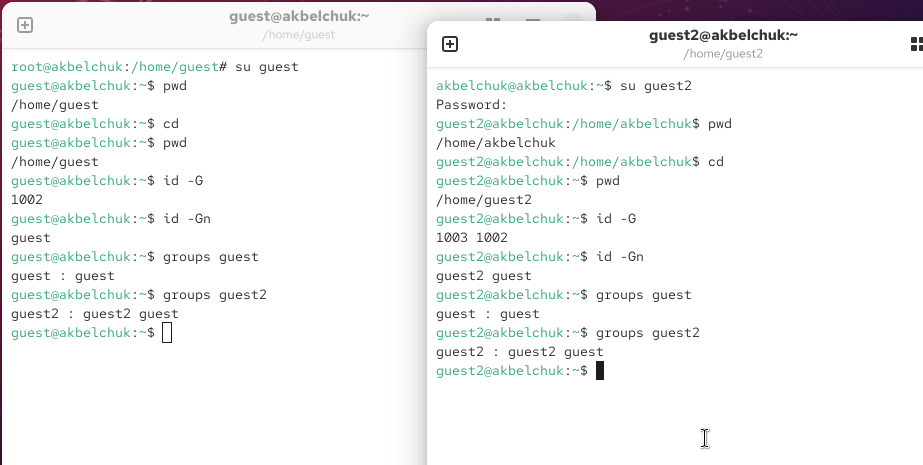 guest@akbelchuk:~
/home/guest
root@akbelchuk:/home/guest# su guest
guest@akbelchuk:~$ pwd
/home/guest
guest@akbelchuk:~$ cd
guest@akbelchuk:~$ pwd
/home/guest
guest@akbelchuk:~$ id -G
1002
guest@akbelchuk:~$ id -Gn
guest
guest@akbelchuk:~$ groups guest
guest : guest
guest@akbelchuk:~$ groups guest2
guest2 : guest2 guest
guest@akbelchuk:~$
guest2@akbelchuk:~
/home/guest2
akbelchuk@akbelchuk:~$ su guest2
Password:
guest2@akbelchuk:/home/akbelchuk$ pwd
/home/akbelchuk
guest2@akbelchuk:/home/akbelchuk$ cd
guest2@akbelchuk:~$ pwd
/home/guest2
guest2@akbelchuk:~$ id -G
1003 1002
guest2@akbelchuk:~$ id -Gn
guest2 guest
guest2@akbelchuk:~$ groups guest
guest : guest
guest2@akbelchuk:~$ groups guest2
guest2 : guest2 guest
guest2@akbelchuk:~$